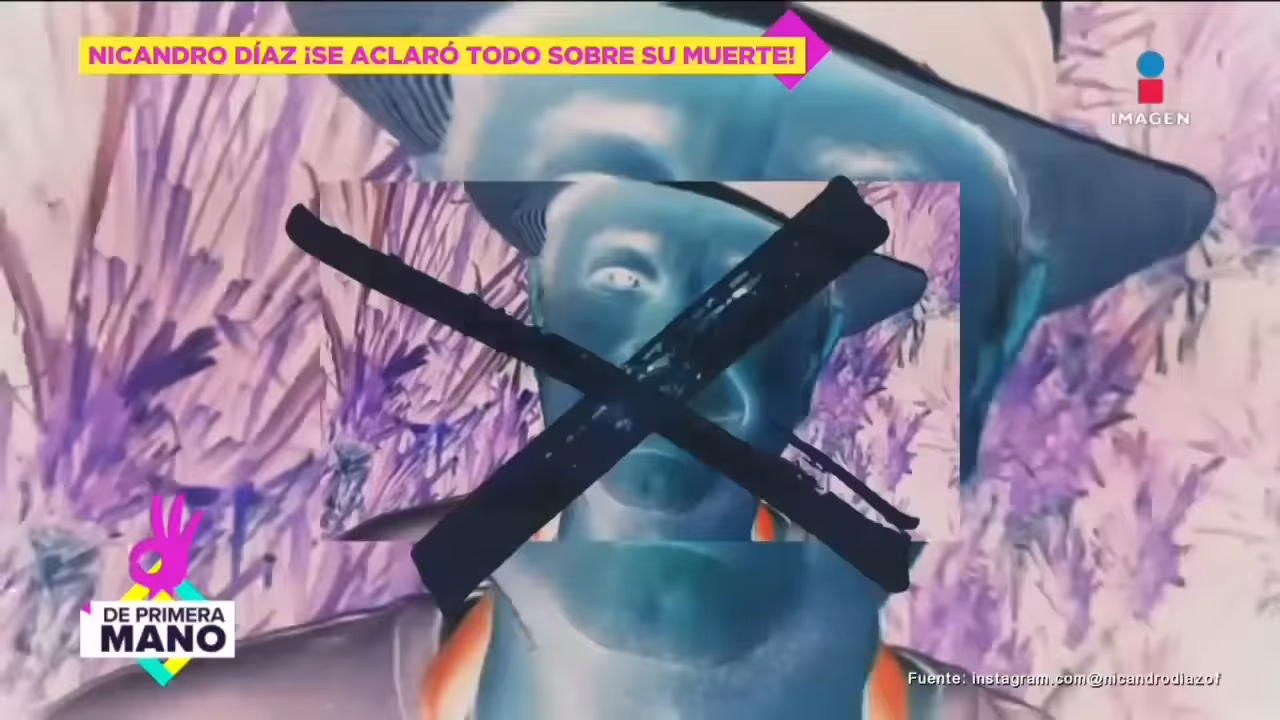 NICANDRO DÍAZ ¡SE ACLARÓ TODO SOBRE SU MUERTE!
IMAGEN
DE PRIMERA
MANO
Fuente: instagram.com@nicandrodiazof